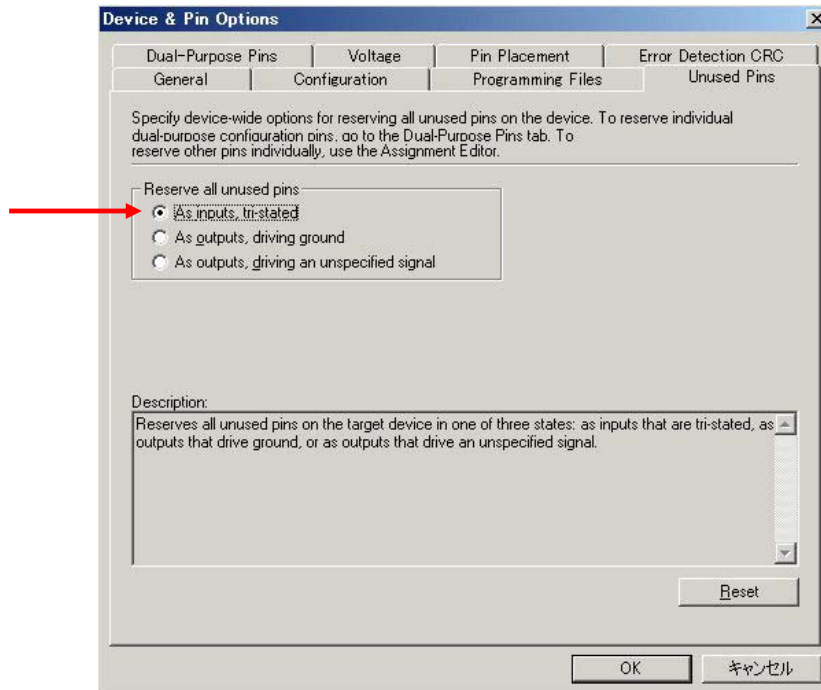 Device & Pin Options
Dual-Purpose Pins
Voltage
Pin Placement
Error Detection CRC
General
Configuration
Programming Files
Unused Pins
Specify device-wide options for reserving all unused pins on the device. To reserve individual
dual-purpose configuration pins, go to the Dual-Purpose Pins tab. To
reserve other pins individually, use the Assignment Editor.
Reserve all unused pins
As inputs, tri-stated
As outputs, driving ground
As outputs, driving an unspecified signal
Description:
Reserves all unused pins on the target device in one of three states: as inputs that are tri-stated, as
outputs that drive ground, or as outputs that drive an unspecified signal.
Reset
OK
キャンセル